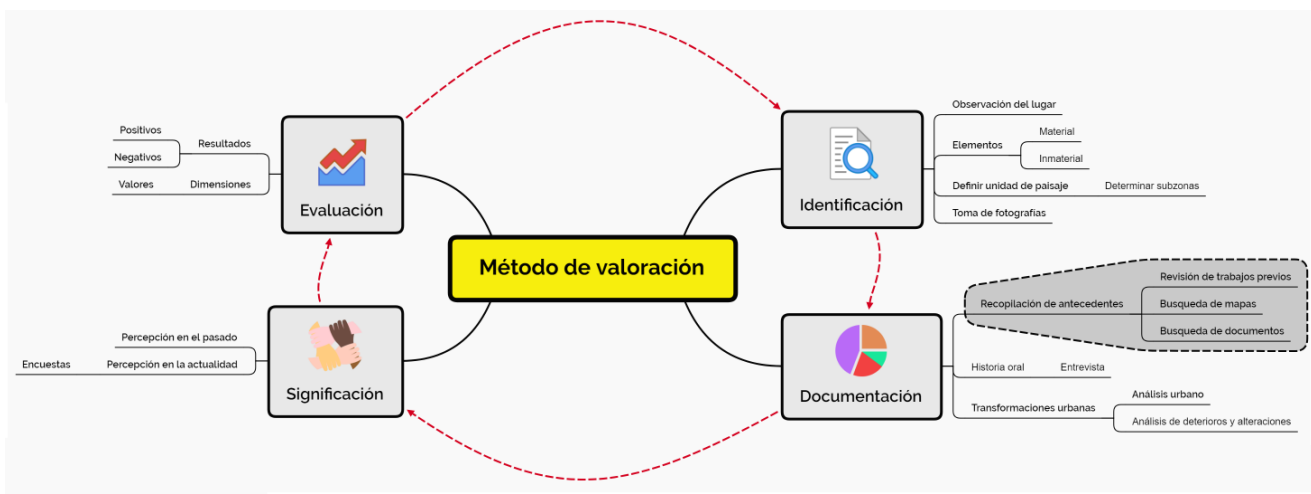 Método de valoración
Identificación
Observación del lugar
Elementos
Material
Inmaterial
Definir unidad de paisaje
Determinar subzonas
Toma de fotografías
Documentación
Recopilación de antecedentes
Revisión de trabajos previos
Busqueda de mapas
Busqueda de documentos
Historia oral
Entrevista
Transformaciones urbanas
Análisis urbano
Análisis de deterioros y alteraciones
Significación
Percepción en el pasado
Percepción en la actualidad
Encuestas
Evaluación
Resultados
Positivos
Negativos
Dimensiones
Valores